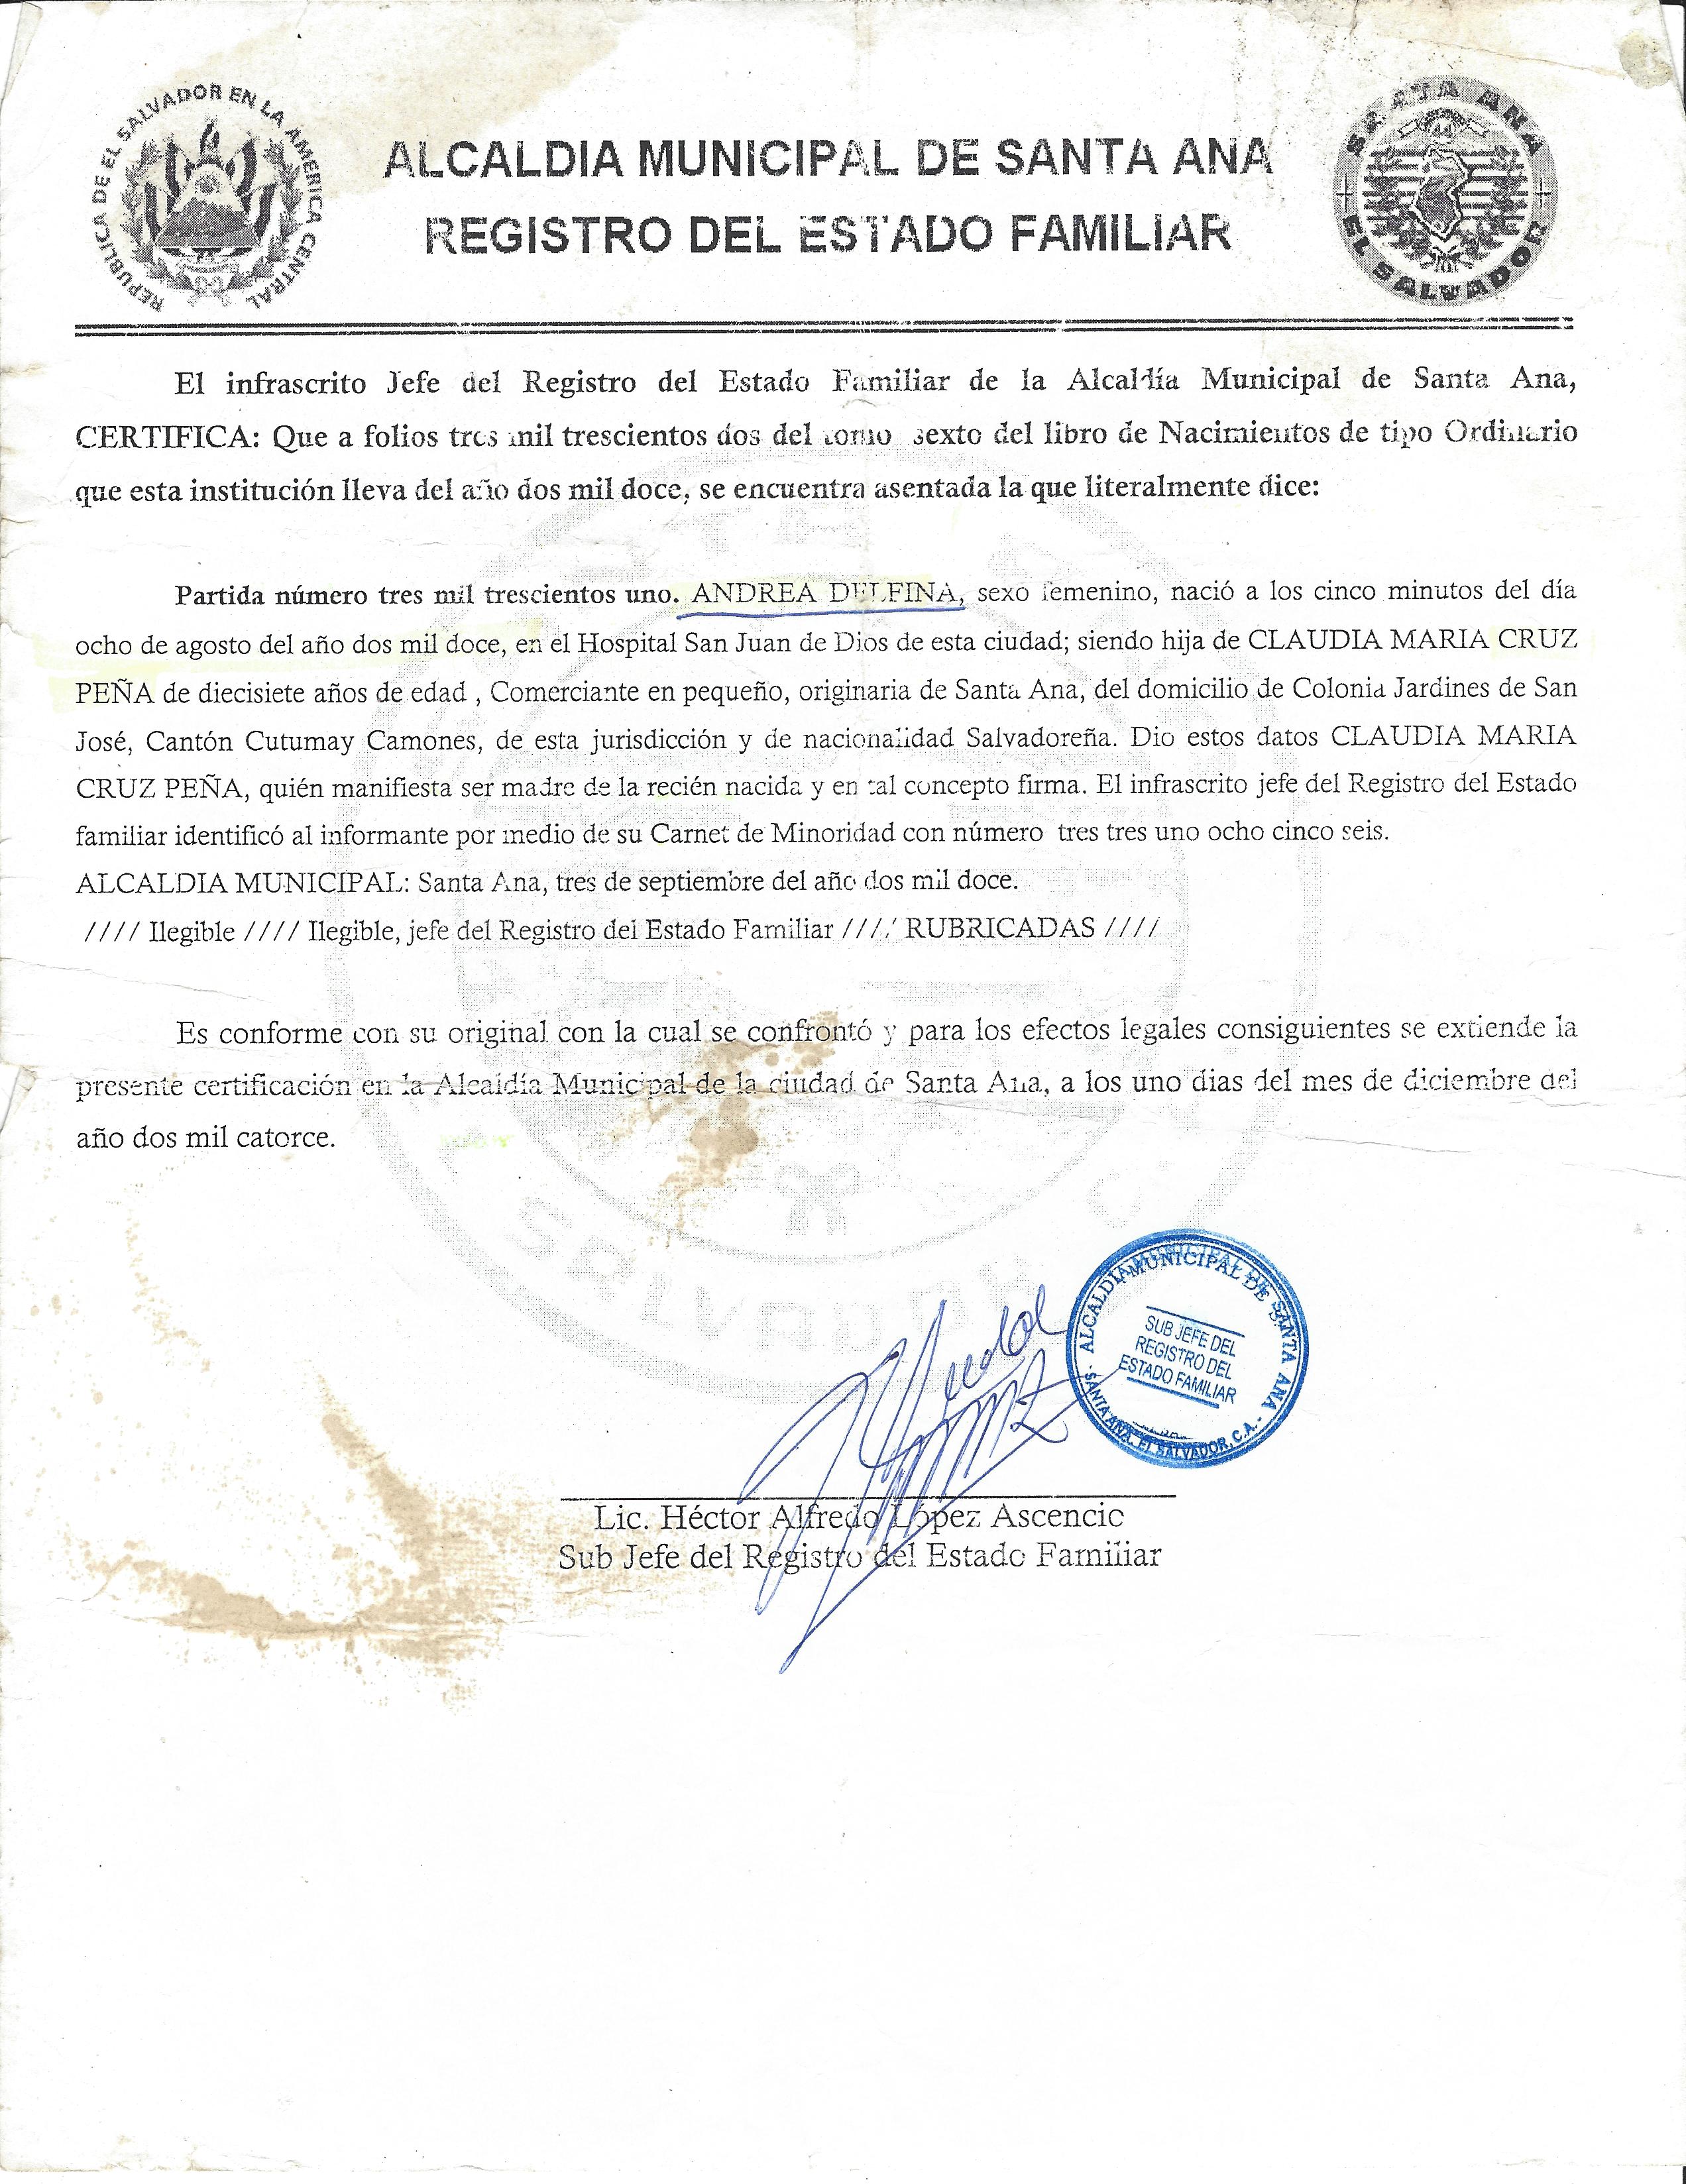 REPUBLICA DE EL SALVADOR EN LA AMERICA CENTRAL
SANTA ANA
EL SALVADOR
ALCALDIA MUNICIPAL DE SANTA ANA
REGISTRO DEL ESTADO FAMILIAR
El infrascrito Jefe del Registro del Estado Familiar de la Alcaldía Municipal de Santa Ana,
CERTIFICA: Que a folios tres mil trescientos dos del tomo sexto del libro de Nacimientos de tipo Ordinario
que esta institución lleva del año dos mil doce, se encuentra asentada la que literalmente dice:
Partida número tres mil trescientos uno. ANDREA DELFINA, sexo femenino, nació a los cinco minutos del día
ocho de agosto del año dos mil doce, en el Hospital San Juan de Dios de esta ciudad; siendo hija de CLAUDIA MARIA CRUZ
PEÑA de diecisiete años de edad , Comerciante en pequeño, originaria de Santa Ana, del domicilio de Colonia Jardines de San
José, Cantón Cutumay Camones, de esta jurisdicción y de nacionalidad Salvadoreña. Dio estos datos CLAUDIA MARIA
CRUZ PEÑA, quién manifiesta ser madre de la recién nacida y en tal concepto firma. El infrascrito jefe del Registro del Estado
familiar identificó al informante por medio de su Carnet de Minoridad con número tres tres uno ocho cinco seis.
ALCALDIA MUNICIPAL: Santa Ana, tres de septiembre del año dos mil doce.
//// Ilegible //// Ilegible, jefe del Registro del Estado Familiar //// RUBRICADAS ////
Es conforme con su original con la cual se confrontó y para los efectos legales consiguientes se extiende la
presente certificación en la Alcaldía Municipal de la ciudad de Santa Ana, a los uno dias del mes de diciembre del
año dos mil catorce.
ALCALDIA MUNICIPAL DE SANTA ANA
SUB JEFE DEL
REGISTRO DEL
ESTADO FAMILIAR
SANTA ANA, EL SALVADOR, C.A.
Lic. Héctor Alfredo López Ascencio
Sub Jefe del Registro del Estado Familiar